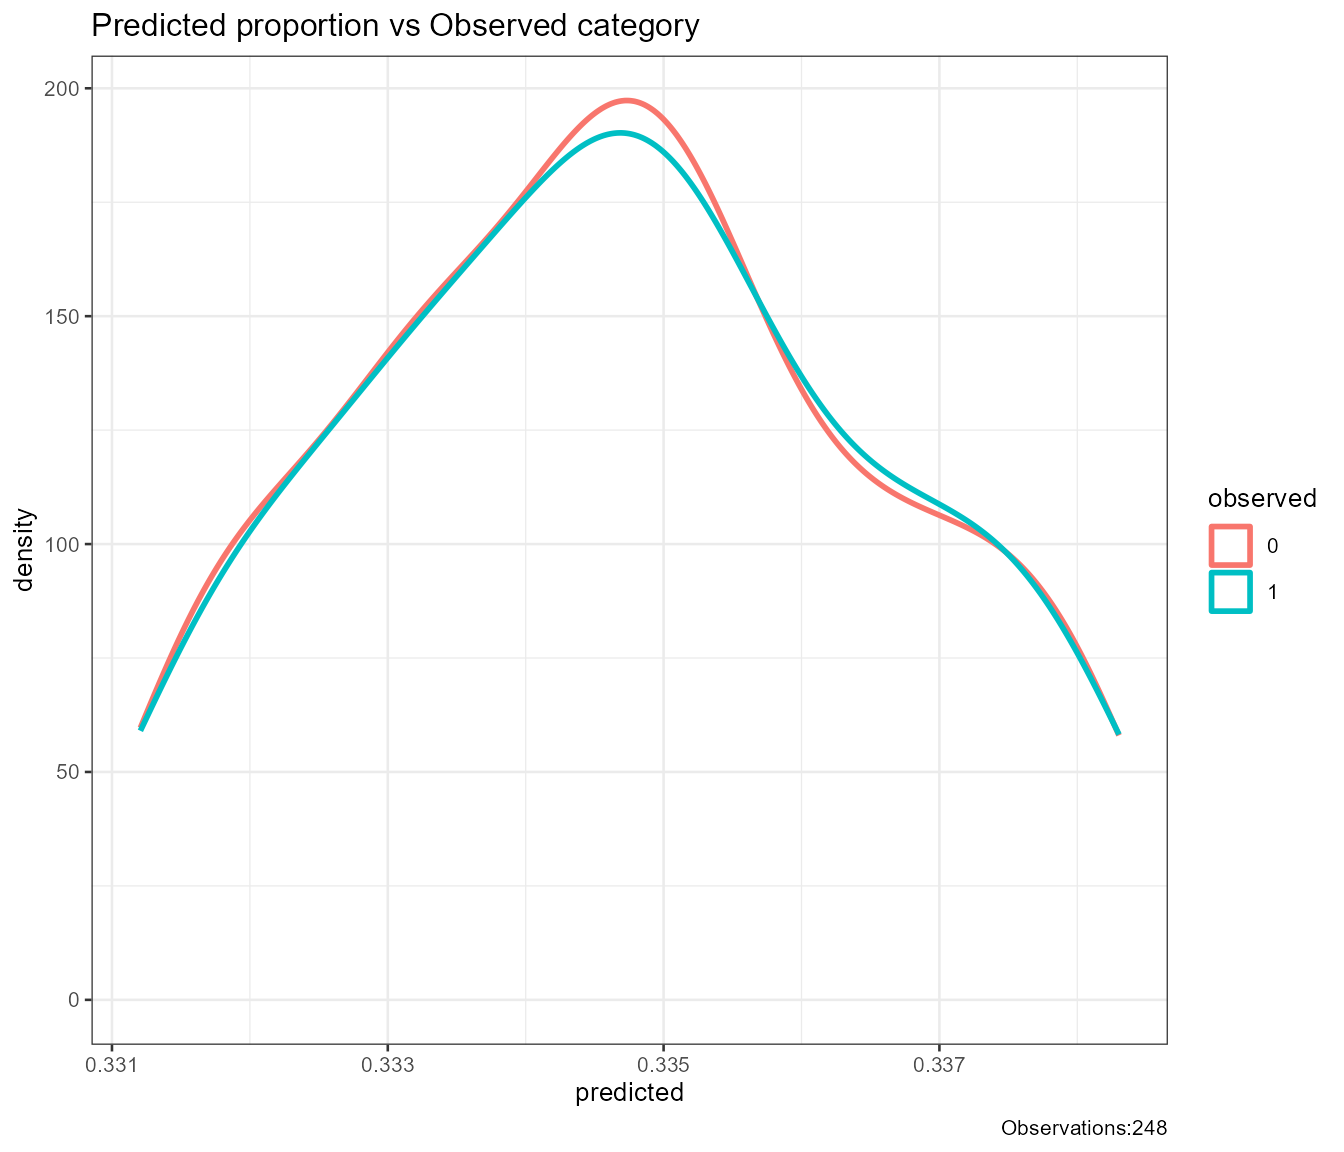 Predicted proportion vs Observed category
200
150
100
50
0
density
0.331 0.333 0.335 0.337
predicted
observed
0
1
Observations:248